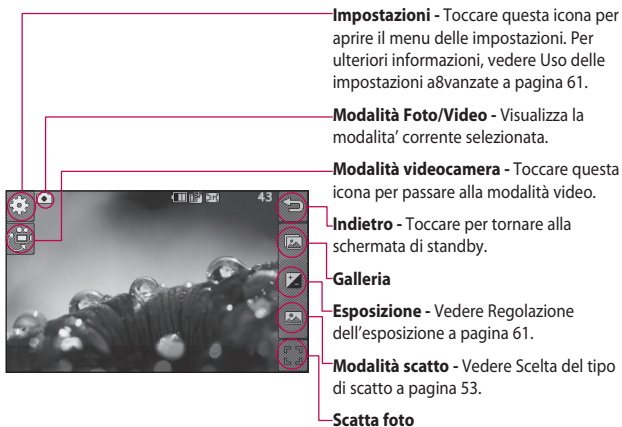 Impostazioni - Toccare questa icona per
aprire il menu delle impostazioni. Per
ulteriori informazioni, vedere Uso delle
impostazioni a8vanzate a pagina 61.
Modalità Foto/Video - Visualizza la
modalita' corrente selezionata.
Modalità videocamera - Toccare questa
icona per passare alla modalità video.
43
Indietro - Toccare per tornare alla
schermata di standby.
Galleria
Esposizione - Vedere Regolazione
dell'esposizione a pagina 61.
Modalità scatto - Vedere Scelta del tipo
di scatto a pagina 53.
Scatta foto